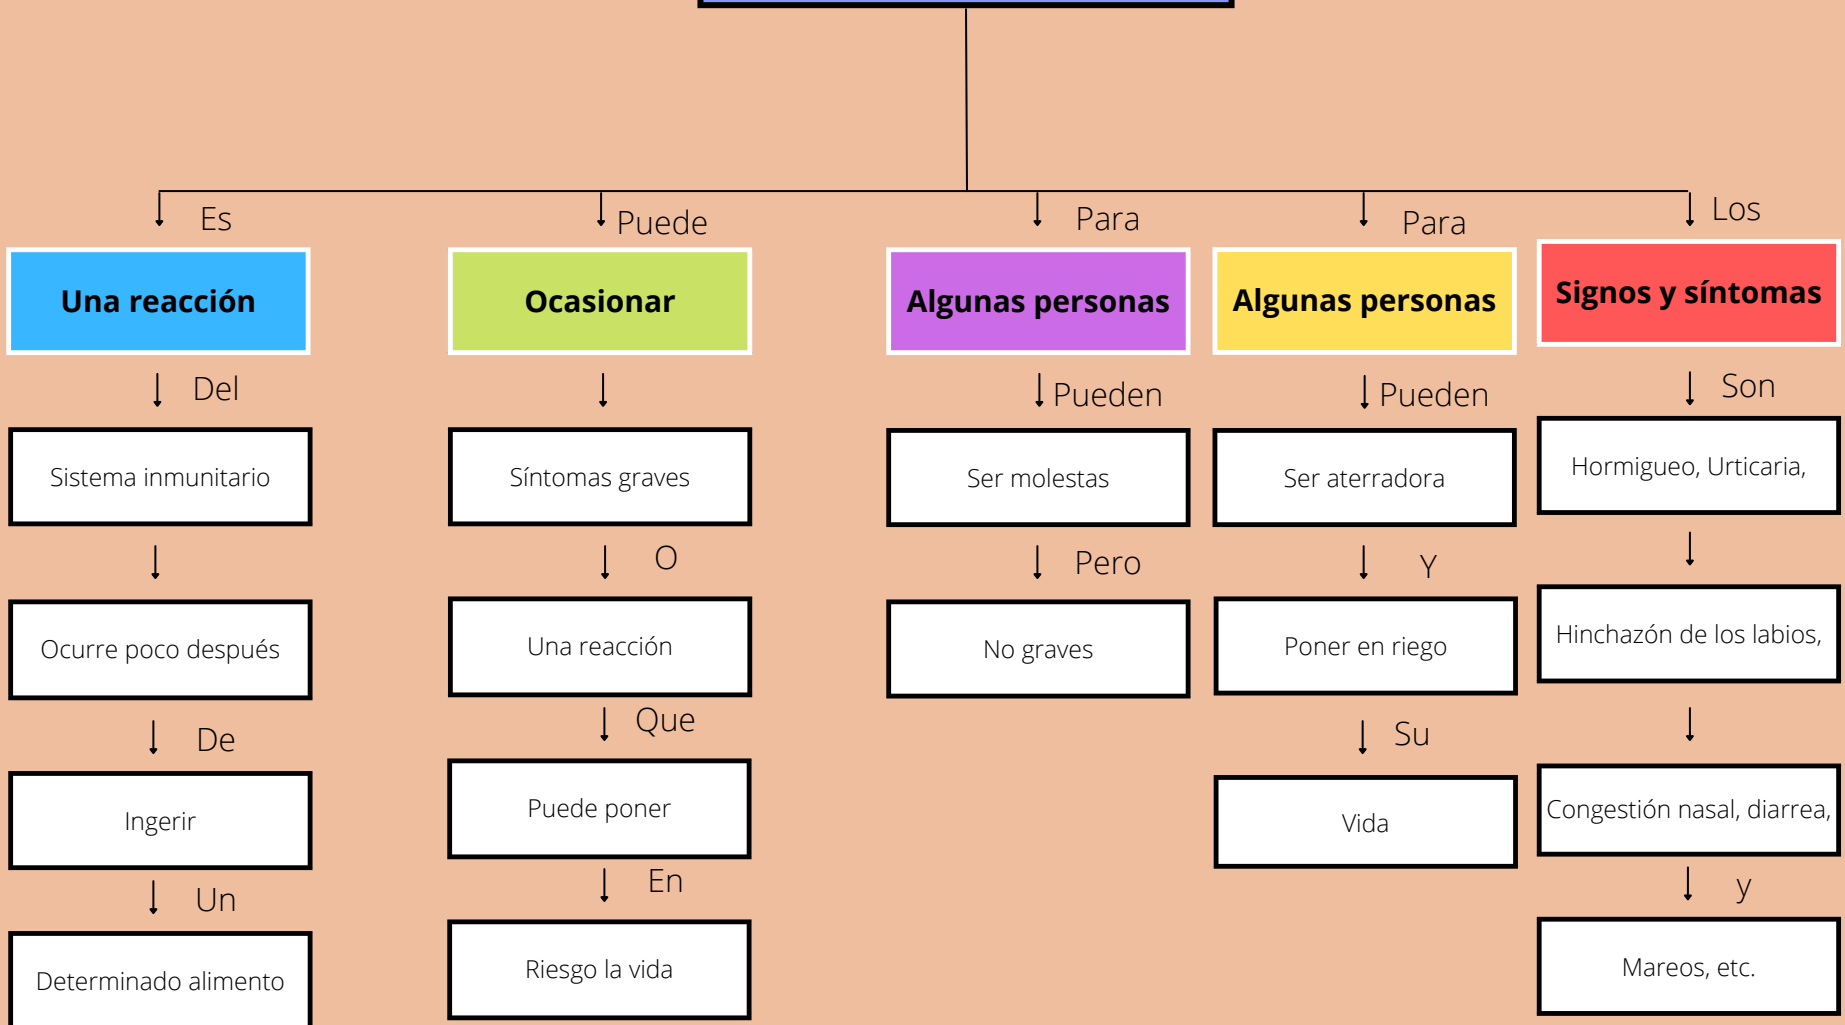 Es
Una reacción
Del
Sistema inmunitario
Ocurre poco después
De
Ingerir
Un
Determinado alimento
Puede
Ocasionar
Síntomas graves
O
Una reacción
Que
Puede poner
En
Riesgo la vida
Para
Algunas personas
Pueden
Ser molestas
Pero
No graves
Para
Algunas personas
Pueden
Ser aterradora
Y
Poner en riego
Su
Vida
Los
Signos y síntomas
Son
Hormigueo, Urticaria,
Hinchazón de los labios,
Congestión nasal, diarrea,
y
Mareos, etc.